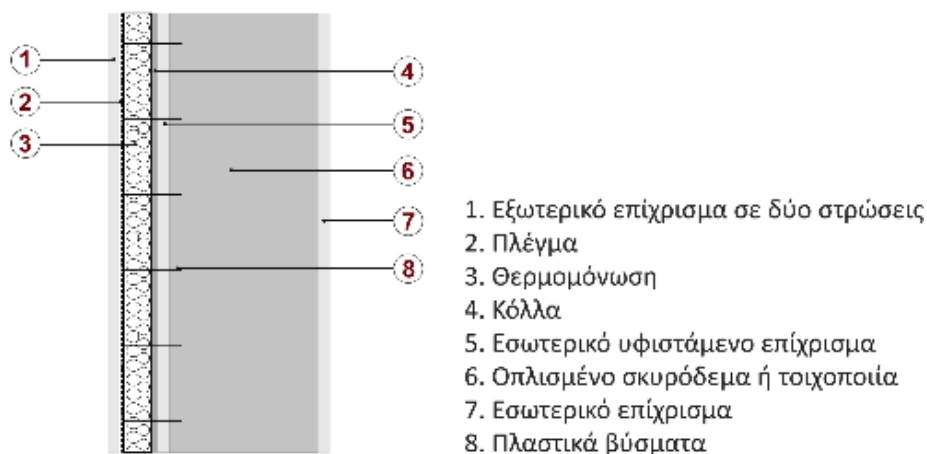 1
2
3
4
5
6
7
8
1. Εξωτερικό επίχρισμα σε δύο στρώσεις
2. Πλέγμα
3. Θερμομόνωση
4. Κόλλα
5. Εσωτερικό υφιστάμενο επίχρισμα
6. Οπλισμένο σκυρόδεμα ή τοιχοποιία
7. Εσωτερικό επίχρισμα
8. Πλαστικά βύσματα